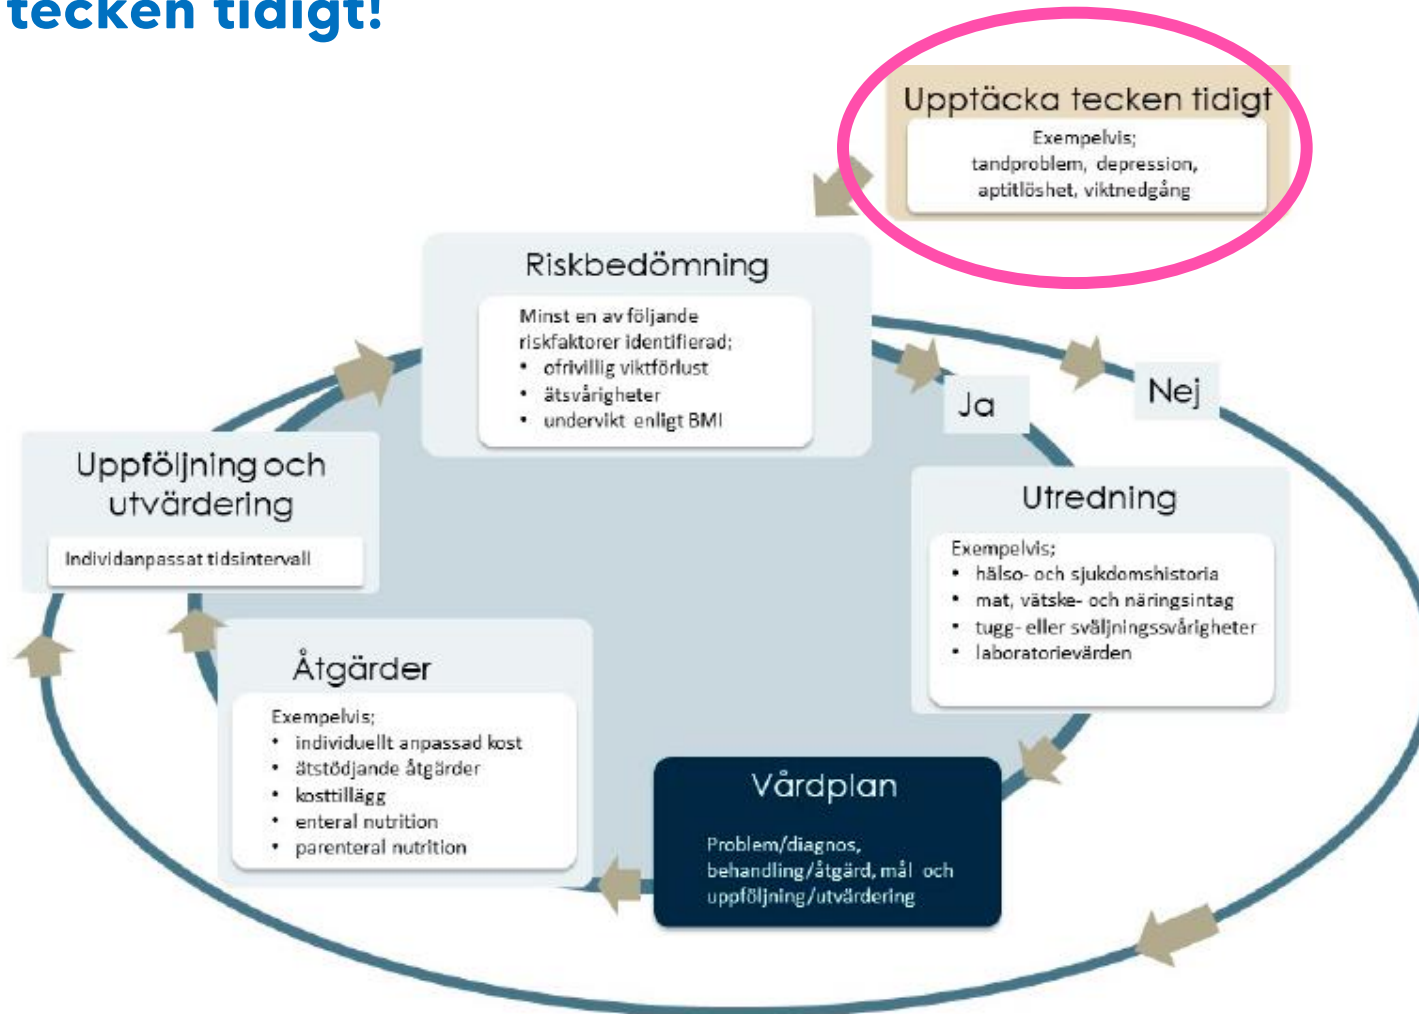 tecken tidigt!
Upptäcka tecken tidigt
Exempelvis;
tandproblem, depression,
aptitlöshet, viktnedgång
Riskbedömning
Minst en av följande
riskfaktorer identifierad;
• ofrivillig viktförlust
• ätsvårigheter
• undervikt enligt BMI
Ja
Nej
Utredning
Exempelvis;
• hälso- och sjukdomshistoria
• mat, vätske- och näringsintag
• tugg- eller sväljningssvårigheter
• laboratorievärden
Vårdplan
Problem/diagnos,
behandling/åtgärd, mål och
uppföljning/utvärdering
Åtgärder
Exempelvis;
• individuellt anpassad kost
• ätstödjande åtgärder
• kosttillägg
• enteral nutrition
• parenteral nutrition
Uppföljning och
utvärdering
Individanpassat tidsintervall